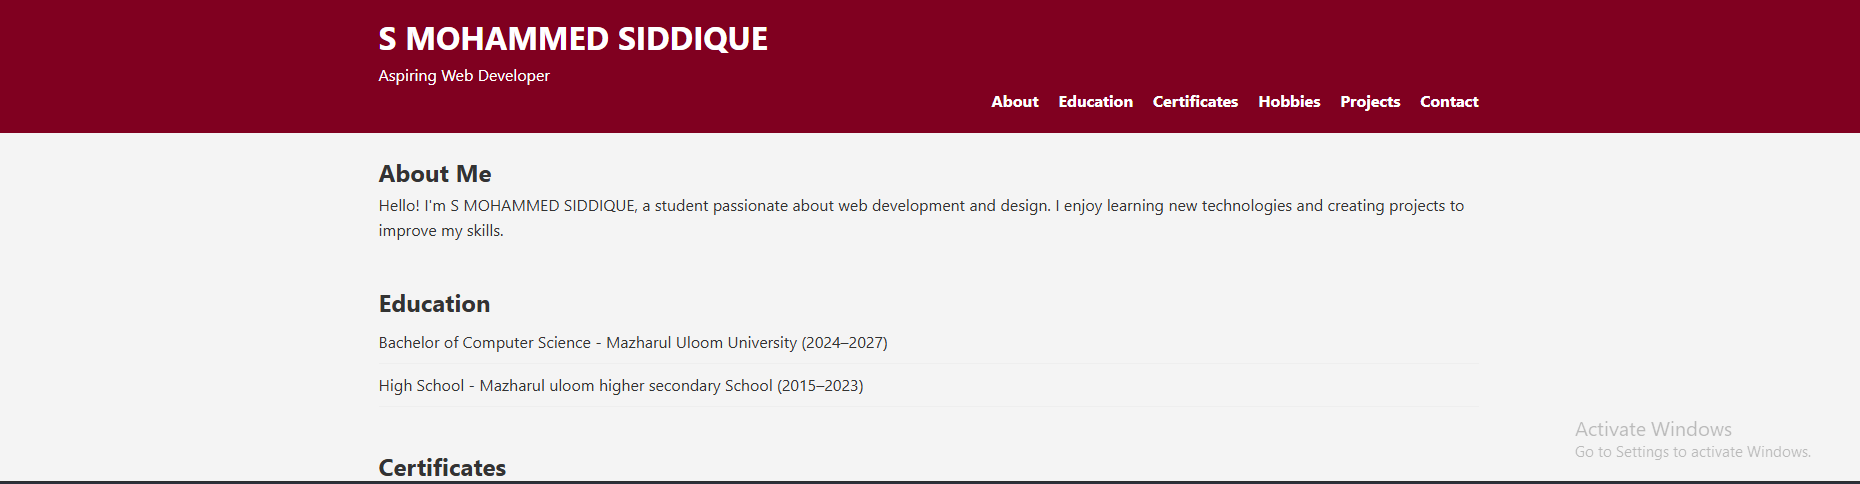 S MOHAMMED SIDDIQUE
Aspiring Web Developer
About Education Certificates Hobbies Projects Contact
About Me
Hello! I'm S MOHAMMED SIDDIQUE, a student passionate about web development and design. I enjoy learning new technologies and creating projects to
improve my skills.
Education
Bachelor of Computer Science - Mazharul Uloom University (2024–2027)
High School - Mazharul uloom higher secondary School (2015–2023)
Certificates
Activate Windows
Go to Settings to activate Windows.